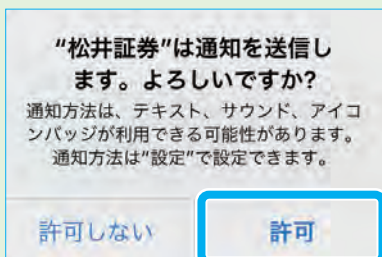 “松井証券”は通知を送信し
ます。よろしいですか?
通知方法は、テキスト、サウンド、アイコ
ンバッジが利用できる可能性があります。
通知方法は“設定”で設定できます。
許可しない
許可